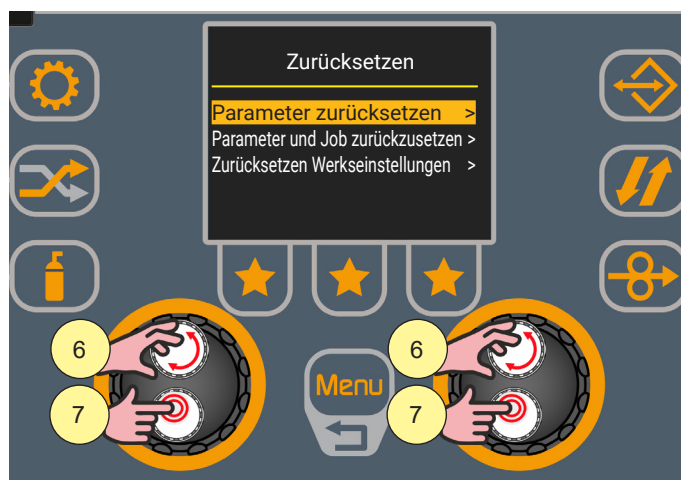 Zurücksetzen
Parameter zurücksetzen >
Parameter und Job zurückzusetzen >
Zurücksetzen Werkseinstellungen >
6
6
7
7
Menu